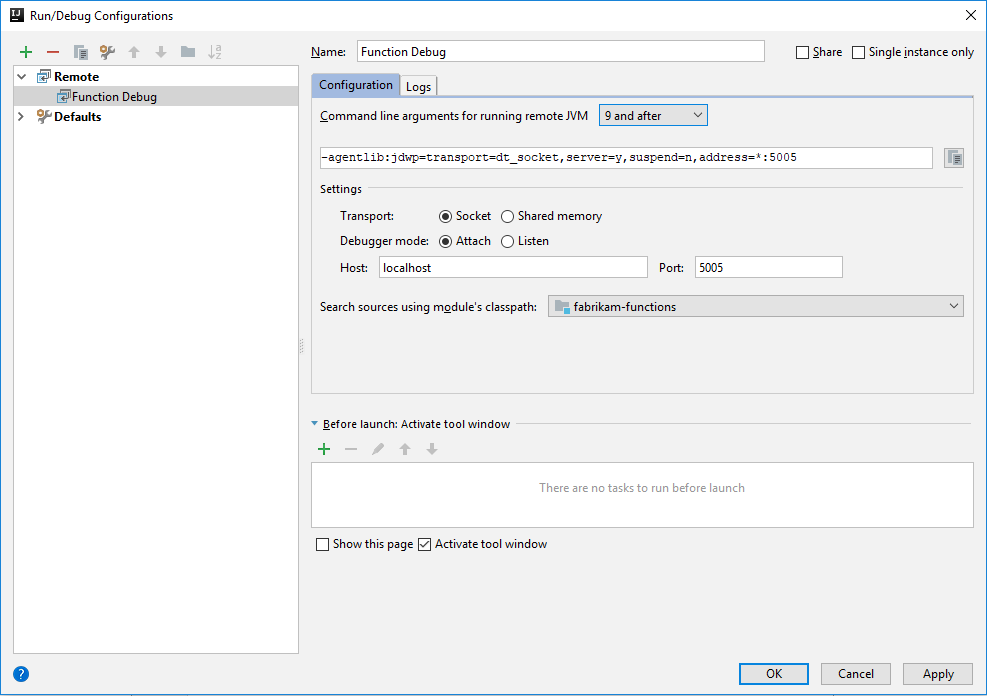 Run/Debug Configurations
Name: Function Debug Share Single instance only
Remote
Function Debug
Defaults
Configuration Logs
Command line arguments for running remote JVM 9 and after
-agentlib:jdwp=transport=dt_socket,server=y,suspend=n,address=*:5005
Settings
Transport: Socket Shared memory
Debugger mode: Attach Listen
Host: localhost Port: 5005
Search sources using module's classpath: fabrikam-functions
Before launch: Activate tool window
There are no tasks to run before launch
Show this page Activate tool window
? OK Cancel Apply